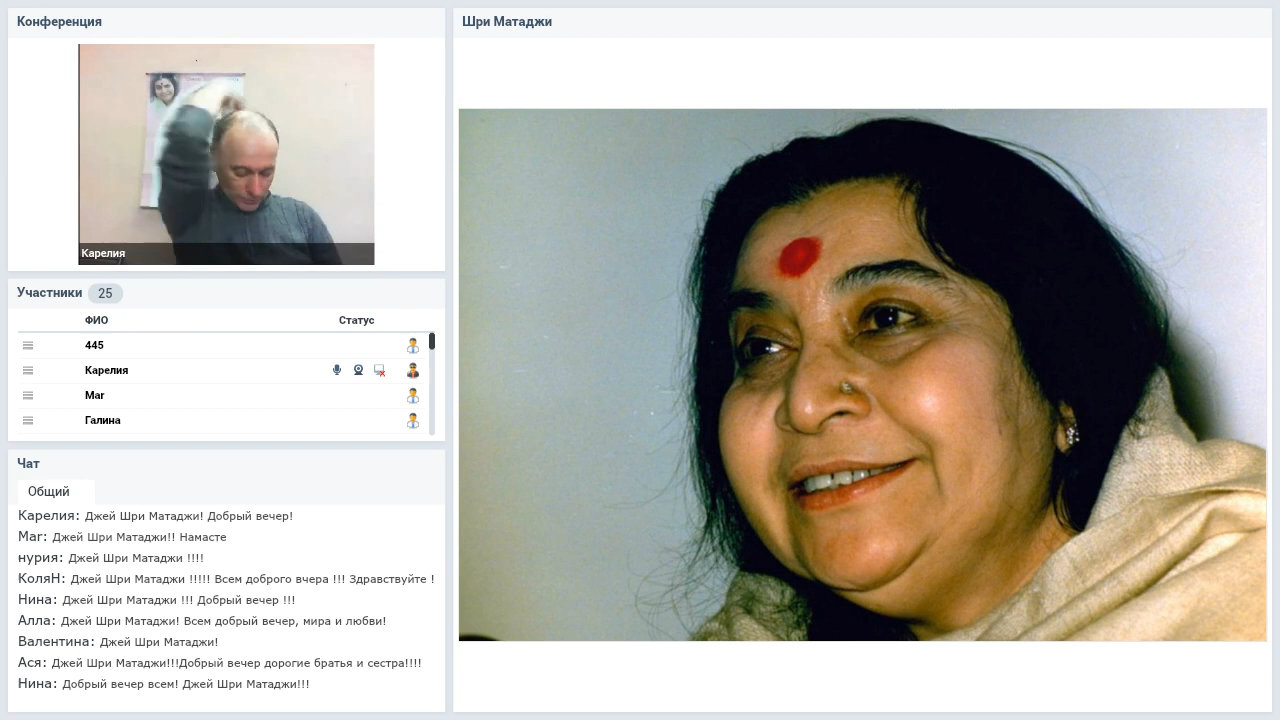 Конференция
Карелия
Участники 25
ФИО Статус
445
Карелия
Mar
Галина
Чат
Общий
Карелия: Джей Шри Матаджи! Добрый вечер!
Mar: Джей Шри Матаджи!! Намасте
нурия: Джей Шри Матаджи !!!!
КоляН: Джей Шри Матаджи !!!!! Всем доброго вчера !!! Здравствуйте !
Нина: Джей Шри Матаджи !!! Добрый вечер !!!
Алла: Джей Шри Матаджи! Всем добрый вечер, мира и любви!
Валентина: Джей Шри Матаджи!
Ася: Джей Шри Матаджи!!!Добрый вечер дорогие братья и сестра!!!!
Нина: Добрый вечер всем! Джей Шри Матаджи!!!
Шри Матаджи